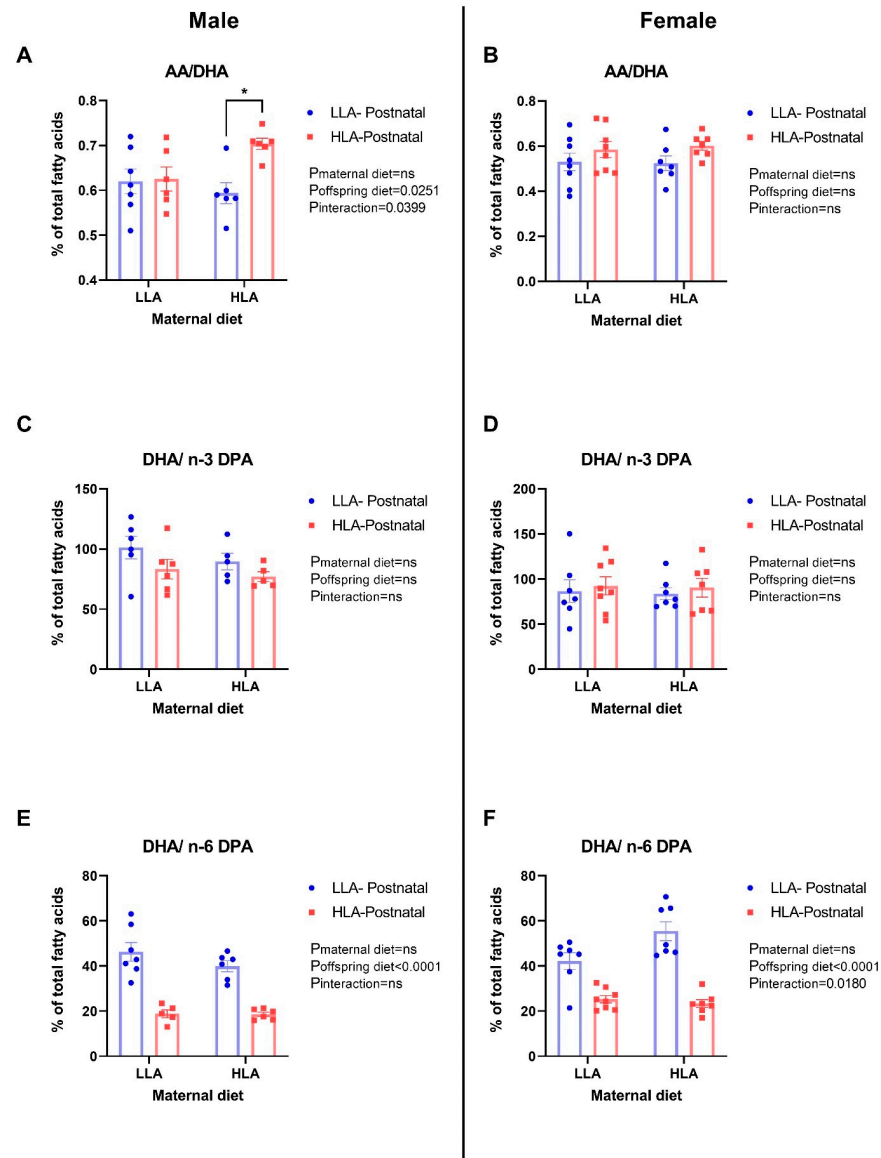 Male
Female
A
AA/DHA
% of total fatty acids
0.8
0.7
0.6
0.5
0.4
*
LLA
HLA
Maternal diet
LLA- Postnatal
HLA-Postnatal
Pmaternal diet=ns
Poffspring diet=0.0251
Pinteraction=0.0399
B
AA/DHA
% of total fatty acids
0.8
0.6
0.4
0.2
0.0
LLA
HLA
Maternal diet
LLA- Postnatal
HLA-Postnatal
Pmaternal diet=ns
Poffspring diet=ns
Pinteraction=ns
C
DHA/ n-3 DPA
% of total fatty acids
150
100
50
0
LLA
HLA
Maternal diet
LLA- Postnatal
HLA-Postnatal
Pmaternal diet=ns
Poffspring diet=ns
Pinteraction=ns
D
DHA/ n-3 DPA
% of total fatty acids
200
150
100
50
0
LLA
HLA
Maternal diet
LLA- Postnatal
HLA-Postnatal
Pmaternal diet=ns
Poffspring diet=ns
Pinteraction=ns
E
DHA/ n-6 DPA
% of total fatty acids
80
60
40
20
0
LLA
HLA
Maternal diet
LLA- Postnatal
HLA-Postnatal
Pmaternal diet=ns
Poffspring diet<0.0001
Pinteraction=ns
F
DHA/ n-6 DPA
% of total fatty acids
80
60
40
20
0
LLA
HLA
Maternal diet
LLA- Postnatal
HLA-Postnatal
Pmaternal diet=ns
Poffspring diet<0.0001
Pinteraction=0.0180